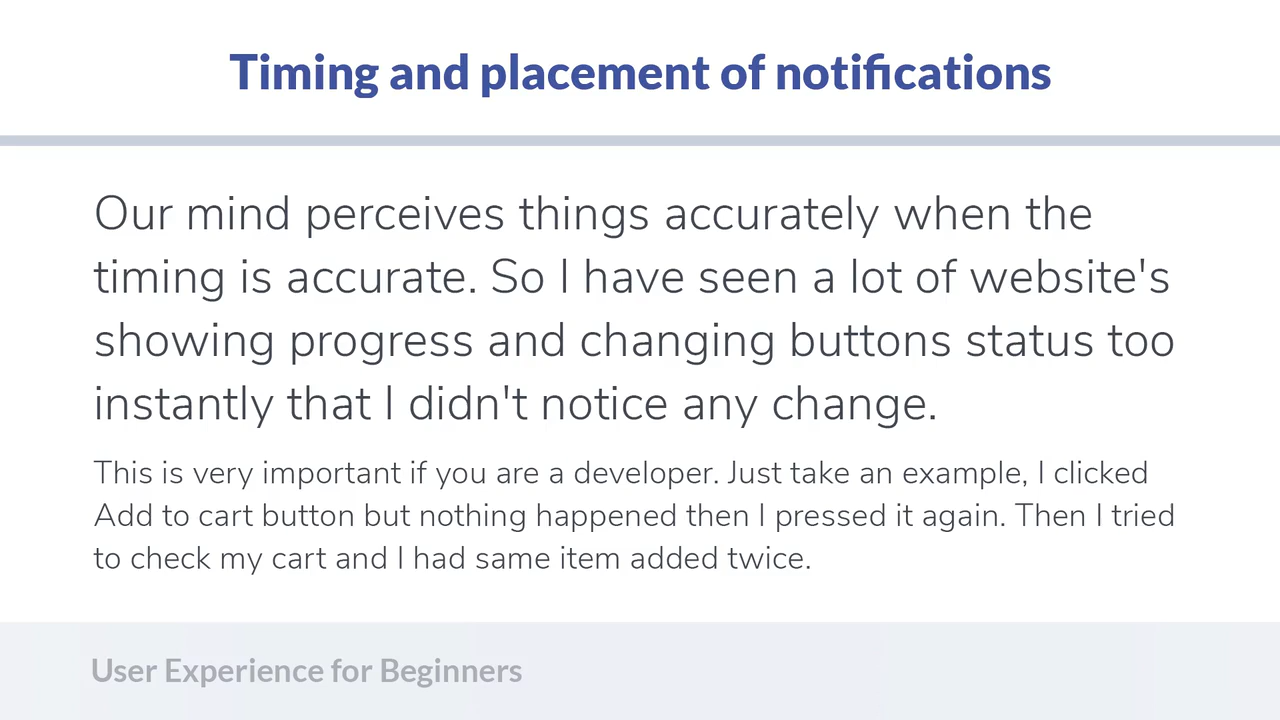 Timing and placement of notifications
Our mind perceives things accurately when the
timing is accurate. So I have seen a lot of website's
showing progress and changing buttons status too
instantly that I didn't notice any change.
This is very important if you are a developer. Just take an example, I clicked
Add to cart button but nothing happened then I pressed it again. Then I tried
to check my cart and I had same item added twice.
User Experience for Beginners